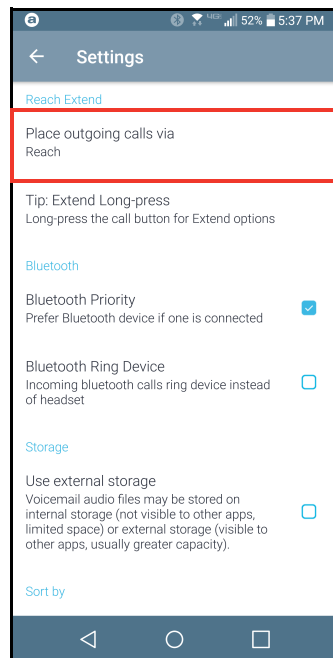 a 4G LTE 52% 5:37 PM
Settings
Reach Extend
Place outgoing calls via
Reach
Tip: Extend Long-press
Long-press the call button for Extend options
Bluetooth
Bluetooth Priority
Prefer Bluetooth device if one is connected
Bluetooth Ring Device
Incoming bluetooth calls ring device instead
of headset
Storage
Use external storage
Voicemail audio files may be stored on
internal storage (not visible to other apps,
limited space) or external storage (visible to
other apps, usually greater capacity).
Sort by